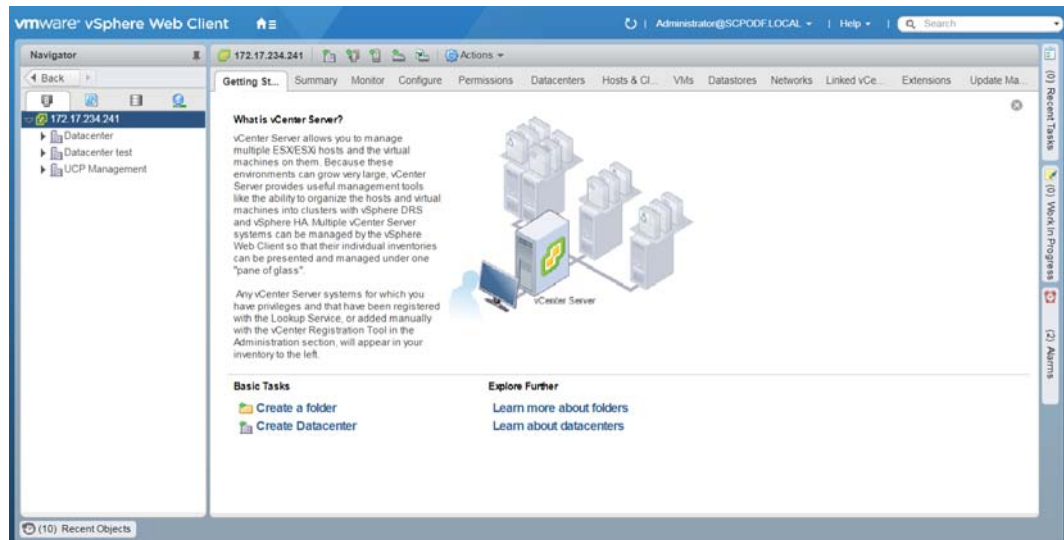 vmware® vSphere Web Client
Administrator@SCPODF.LOCAL
Help
Search
Navigator
Back
172.17.234.241
Datacenter
Datacenter test
UCP Management
172.17.234.241
Actions
Getting St...
Summary
Monitor
Configure
Permissions
Datacenters
Hosts & Cl...
VMs
Datastores
Networks
Linked vCe...
Extensions
Update Ma...
What is vCenter Server?
vCenter Server allows you to manage
multiple ESX/ESXi hosts and the virtual
machines on them. Because these
environments can grow very large, vCenter
Server provides useful management tools
like the ability to organize the hosts and virtual
machines into clusters with vSphere DRS
and vSphere HA. Multiple vCenter Server
systems can be managed by the vSphere
Web Client so that their individual inventories
can be presented and managed under one
"pane of glass".
Any vCenter Server systems for which you
have privileges and that have been registered
with the Lookup Service, or added manually
with the vCenter Registration Tool in the
Administration section, will appear in your
inventory to the left.
vCenter Server
Basic Tasks
Create a folder
Create Datacenter
Explore Further
Learn more about folders
Learn about datacenters
(0) Recent Tasks
(0) Work In Progress
(2) Alarms
(10) Recent Objects